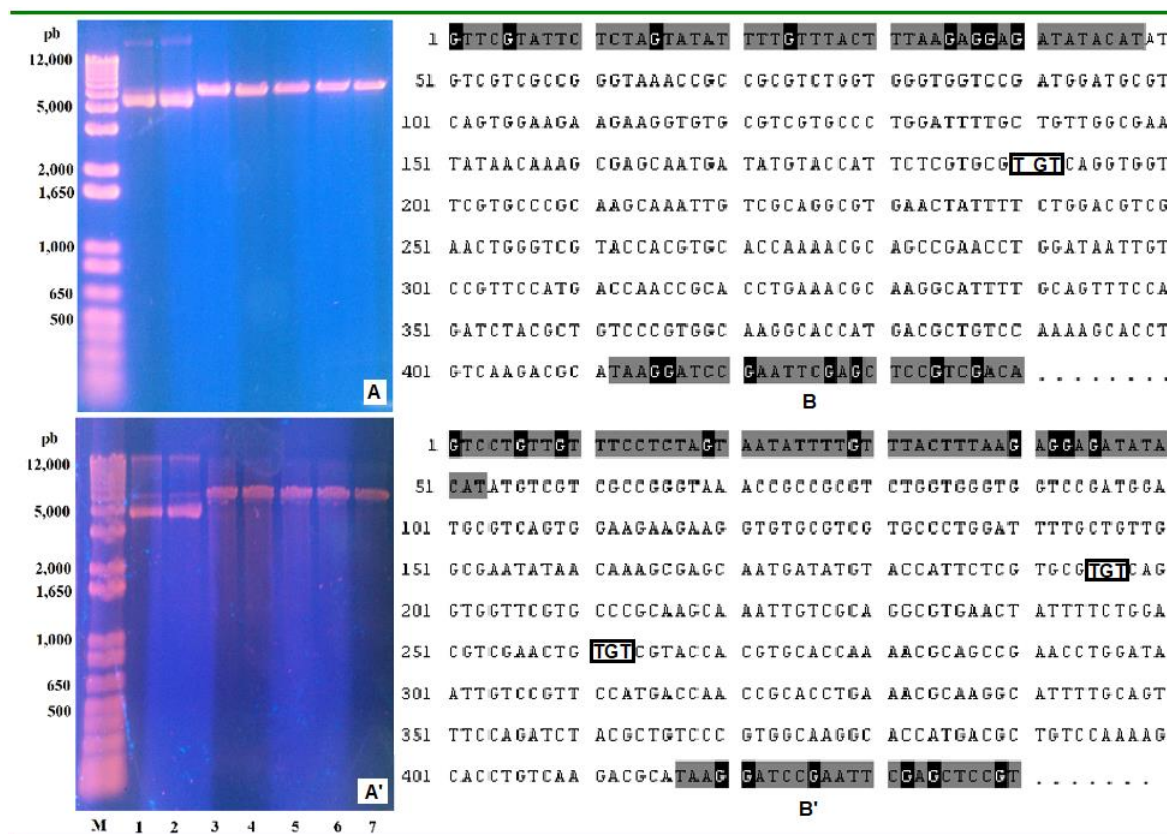 pb
12,000
5,000
2,000
1,650
1,000
650
500
A
1 GTTCGTATTC TCTAGTATAT TTTGTTTACT TTAAGAGGAG ATATACATAT
51 GTCGTCGCCG GGTAAACCGC CGCGTCTGGT GGGTGGTCCG ATGGATGCGT
101 CAGTGGAAGA AGAAGGTGTG CGTCGTGCCC TGGATTTTGC TGTTGGCGAA
151 TATAACAAAG CGAGCAATGA TATGTACCAT TCTCGTGCGT GTCAGGTGGT
201 TCGTGCCCGC AAGCAAATTG TCGCAGGCGT GAACTATTTT CTGGACGTCG
251 AACTGGGTCG TACCACGTGC ACCAAAACGC AGCCGAACCT GGATAATTGT
301 CCGTTCCATG ACCAACCGCA CCTGAAACGC AAGGCATTTT GCAGTTTCCA
351 GATCTACGCT GTCCCGTGGC AAGGCACCAT GACGCTGTCC AAAAGCACCT
401 GTCAAGACGC ATAAGGATCC GAATTCGAGC TCCGTCGACA . . . . . . . .
B
pb
12,000
5,000
2,000
1,650
1,000
650
500
A'
M 1 2 3 4 5 6 7
1 GTCCTGTTGT TTCCTCTAGT AATATTTTGT TTACTTTAAG AGGAGATATA
51 CATATGTCGT CGCCGGGTAA ACCGCCGCGT CTGGTGGGTG GTCCGATGGA
101 TGCGTCAGTG GAAGAAGAAG GTGTGCGTCG TGCCCTGGAT TTTGCTGTTG
151 GCGAATATAA CAAAGCGAGC AATGATATGT ACCATTCTCG TGCGTGTCAG
201 GTGGTTCGTG CCCGCAAGCA AATTGTCGCA GGCGTGAACT ATTTTCTGGA
251 CGTCGAACTG TGTCGTACCA CGTGCACCAA AACGCAGCCG AACCTGGATA
301 ATTGTCCGTT CCATGACCAA CCGCACCTGA AACGCAAGGC ATTTTGCAGT
351 TTCCAGATCT ACGCTGTCCC GTGGCAAGGC ACCATGACGC TGTCCAAAAG
401 CACCTGTCAA GACGCATAAG GATCCGAATT CGAGCTCCGT . . . . . . .
B'